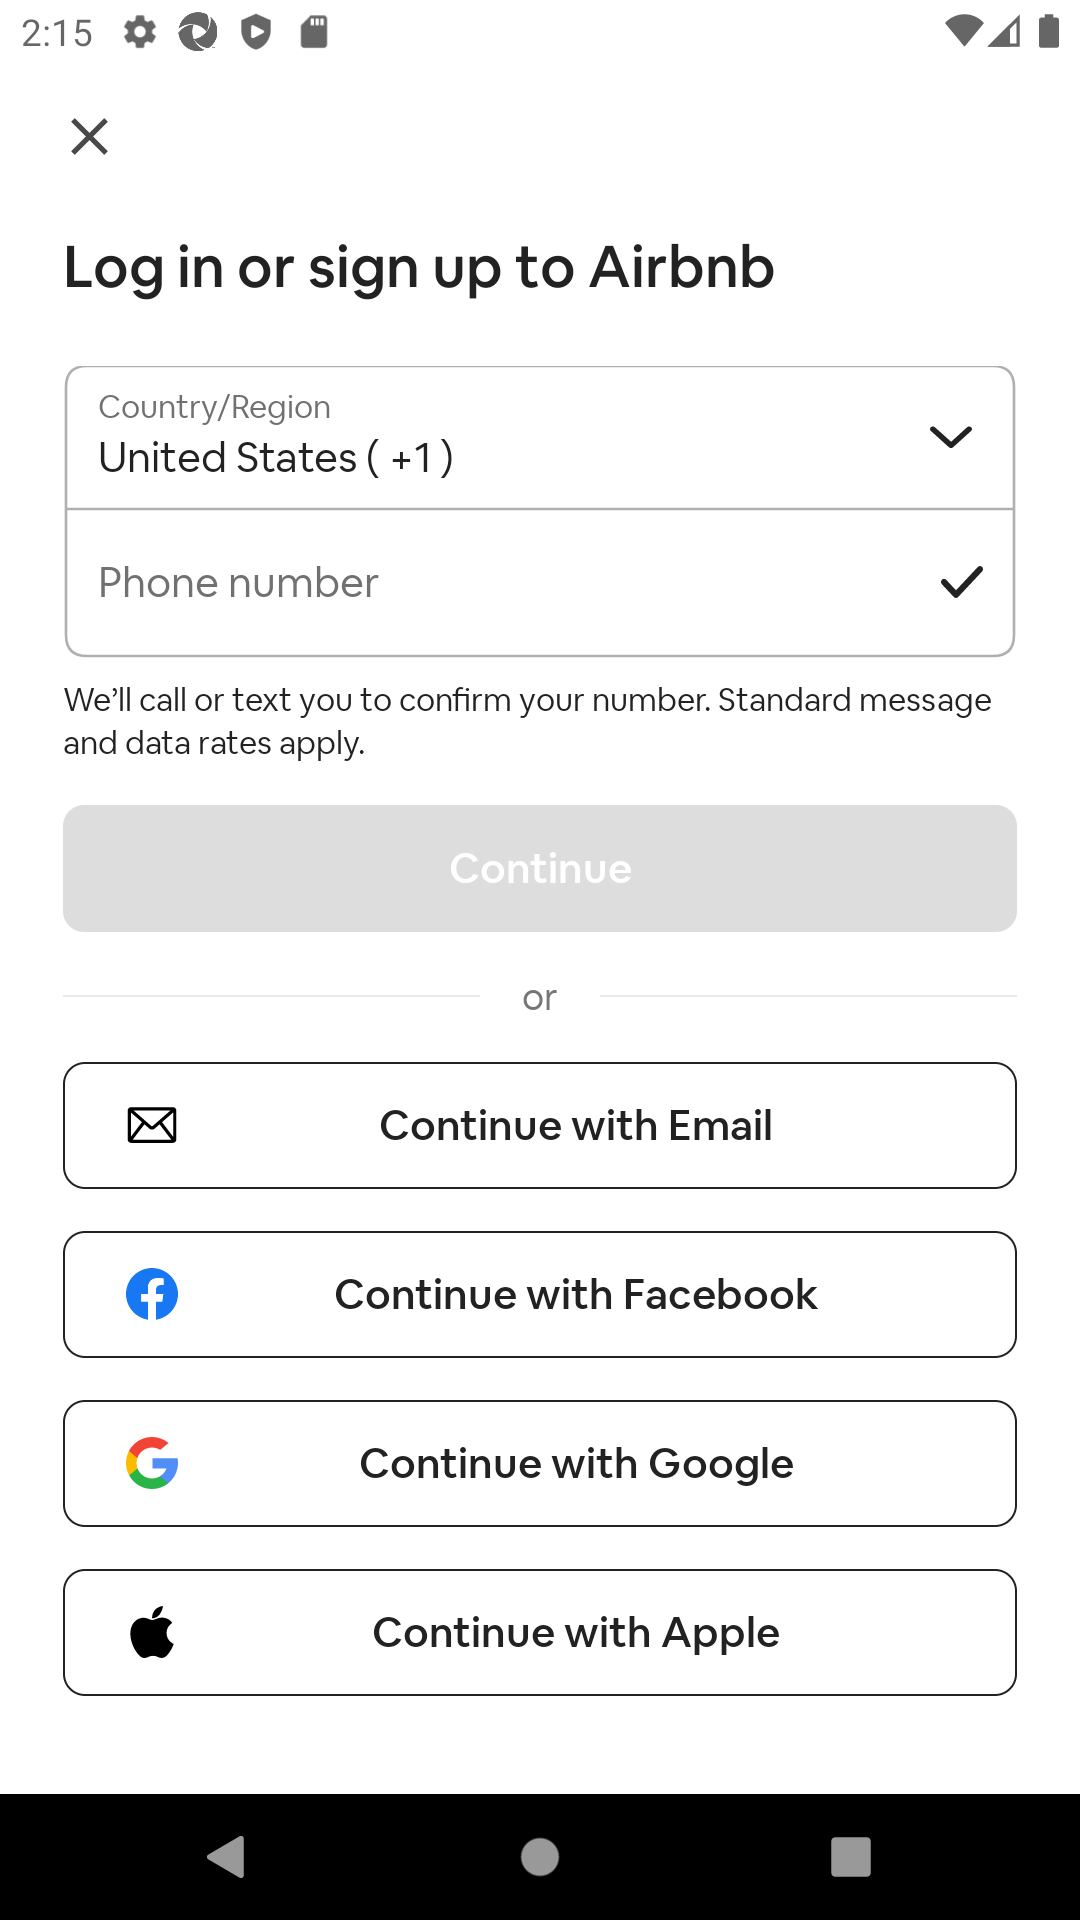 2:15
Log in or sign up to Airbnb
Country/Region
United States ( +1 )
Phone number
We’ll call or text you to confirm your number. Standard message
and data rates apply.
Continue
or
Continue with Email
Continue with Facebook
Continue with Google
Continue with Apple